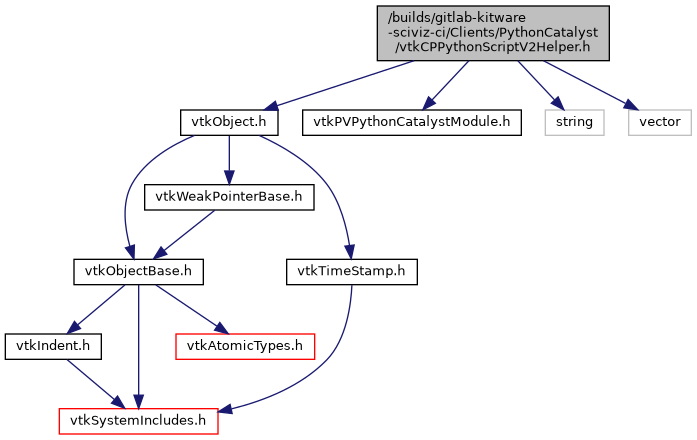 /builds/gitlab-kitware
-sciviz-ci/Clients/PythonCatalyst
/vtkCPPythonScriptV2Helper.h
vtkObject.h
vtkPVPythonCatalystModule.h
string
vector
vtkWeakPointerBase.h
vtkObjectBase.h
vtkTimeStamp.h
vtkIndent.h
vtkAtomicTypes.h
vtkSystemIncludes.h